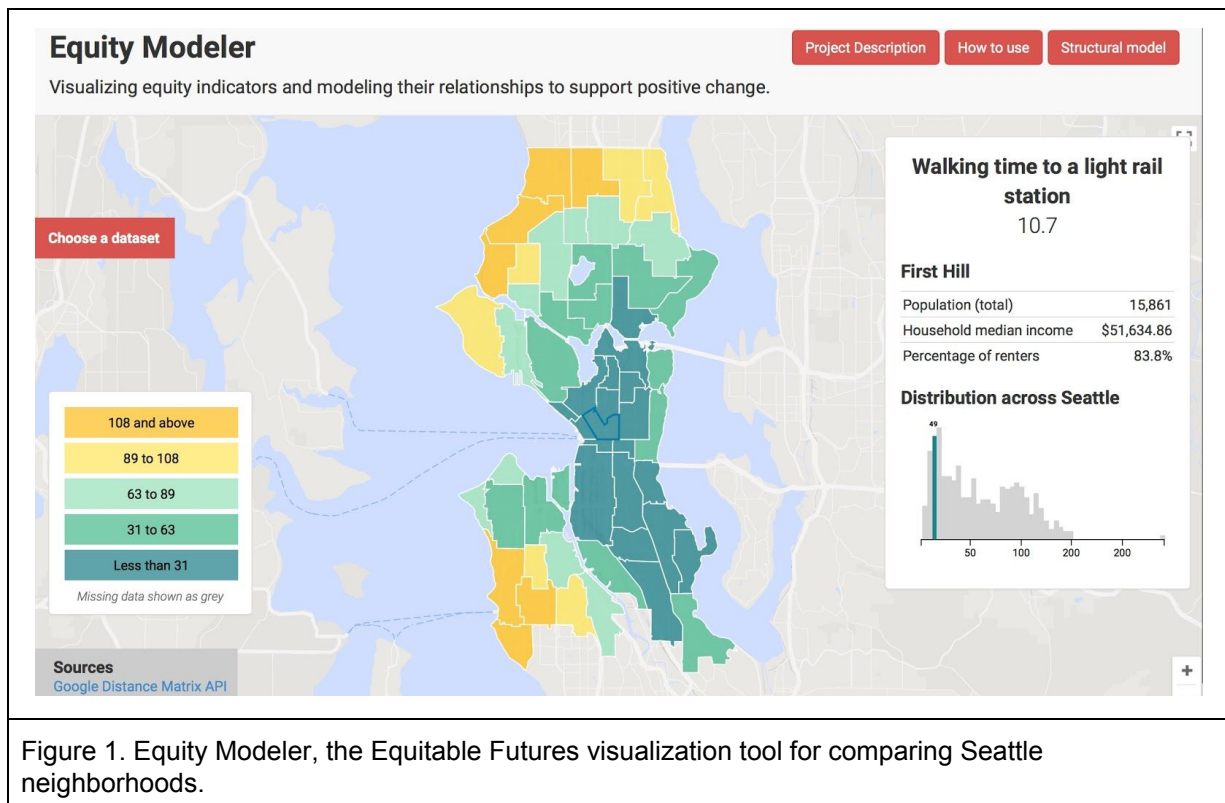 Equity Modeler
Project Description
How to use
Structural model
Visualizing equity indicators and modeling their relationships to support positive change.
Choose a dataset
Walking time to a light rail
station
10.7
First Hill
Population (total) 15,861
Household median income $51,634.86
Percentage of renters 83.8%
Distribution across Seattle
49
50 100 200 200
108 and above
89 to 108
63 to 89
31 to 63
Less than 31
Missing data shown as grey
Sources
Google Distance Matrix API
+
Figure 1. Equity Modeler, the Equitable Futures visualization tool for comparing Seattle
neighborhoods.